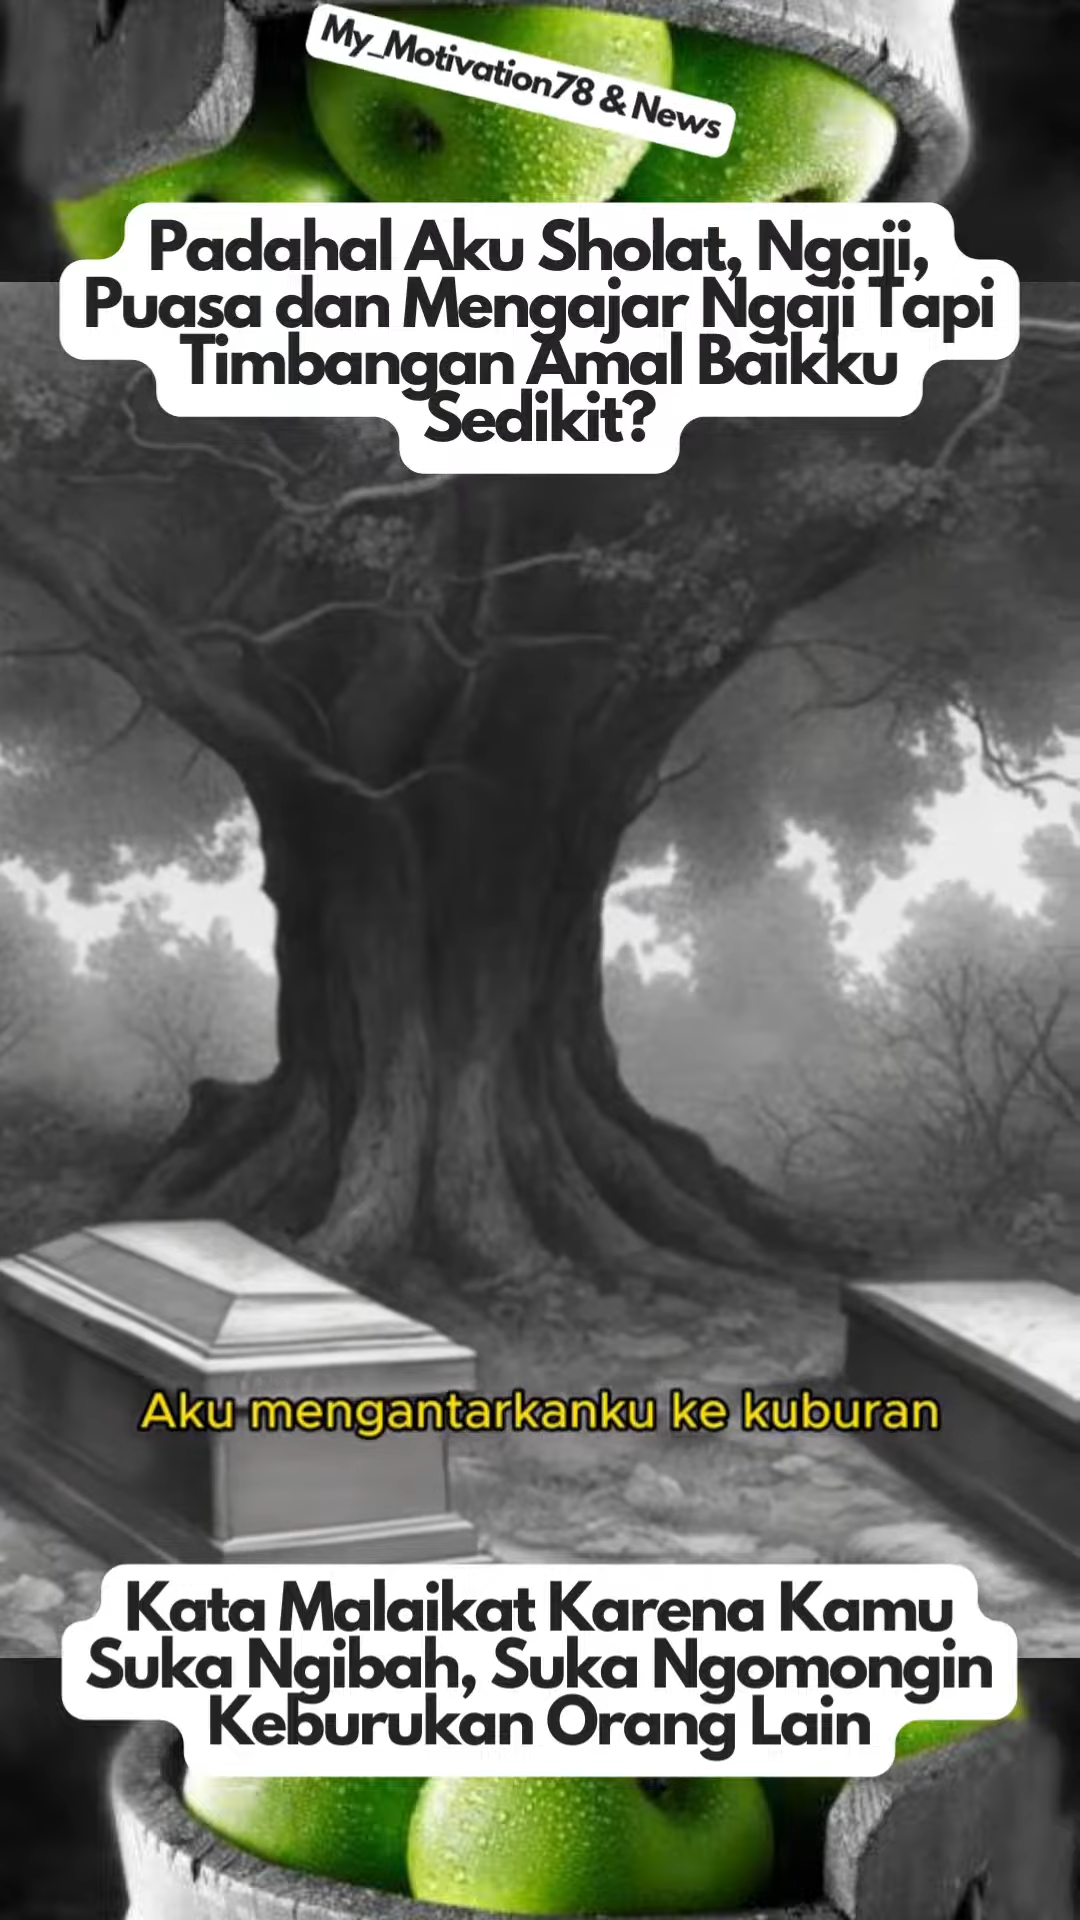 My_Motivation78 & News
Padahal Aku Sholat, Ngaji,
Puasa dan Mengajar Ngaji Tapi
Timbangan Amal Baikku
Sedikit?
Aku mengantarkanku ke kuburan
Kata Malaikat Karena Kamu
Suka Ngibah, Suka Ngomongin
Keburukan Orang Lain